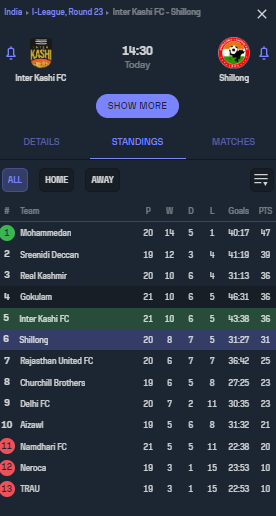 India ▸ I-League, Round 23 ▸ Inter Kashi FC - Shillong
14:30
Today
Inter Kashi FC
Shillong
SHOW MORE
DETAILS STANDINGS MATCHES
ALL HOME AWAY
# Team P W D L Goals PTS
1 Mohammedan 20 14 5 1 40:17 47
2 Sreenidi Deccan 19 12 3 4 41:19 39
3 Real Kashmir 20 10 6 4 31:13 36
4 Gokulam 21 10 6 5 46:31 36
5 Inter Kashi FC 21 10 6 5 43:38 36
6 Shillong 20 8 7 5 31:27 31
7 Rajasthan United FC 20 6 7 7 36:42 25
8 Churchill Brothers 19 6 5 8 27:25 23
9 Delhi FC 20 7 2 11 30:35 23
10 Aizawl 19 5 6 8 31:32 21
11 Namdhari FC 21 5 5 11 22:38 20
12 Neroca 19 3 1 15 23:53 10
13 TRAU 19 3 1 15 22:53 10